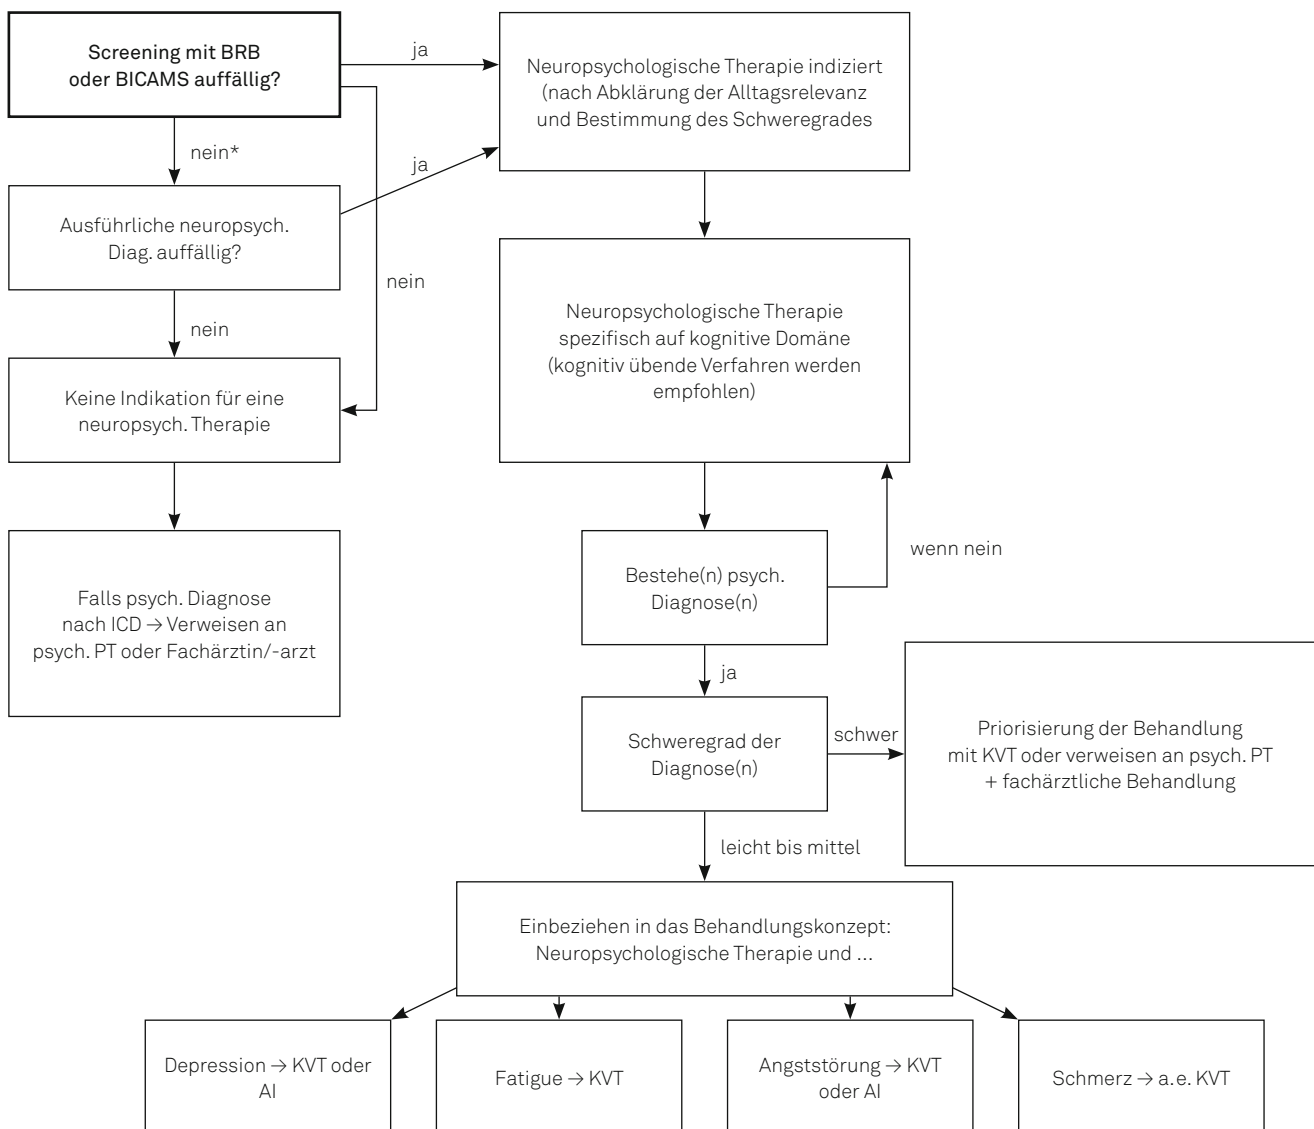 Screening mit BRB
oder BICAMS auffällig?
ja
Neuropsychologische Therapie indiziert
(nach Abklärung der Alltagsrelevanz
und Bestimmung des Schweregrades
nein*
ja
Ausführliche neuropsych.
Diag. auffällig?
nein
nein
Neuropsychologische Therapie
spezifisch auf kognitive Domäne
(kognitiv übende Verfahren werden
empfohlen)
Keine Indikation für eine
neuropsych. Therapie
Falls psych. Diagnose
nach ICD → Verweisen an
psych. PT oder Fachärztin/-arzt
wenn nein
Bestehe(n) psych.
Diagnose(n)
ja
Schweregrad der
Diagnose(n)
schwer
Priorisierung der Behandlung
mit KVT oder verweisen an psych. PT
+ fachärztliche Behandlung
leicht bis mittel
Einbeziehen in das Behandlungskonzept:
Neuropsychologische Therapie und ...
Depression → KVT oder
AI
Fatigue → KVT
Angststörung → KVT
oder AI
Schmerz → a.e. KVT